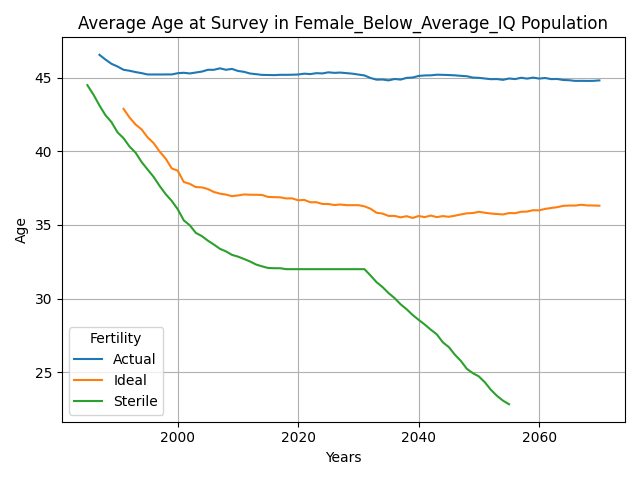 Average Age at Survey in Female_Below_Average_IQ Population
45
40
35
30
25
Age
Fertility
Actual
Ideal
Sterile
2000
2020
2040
2060
Years